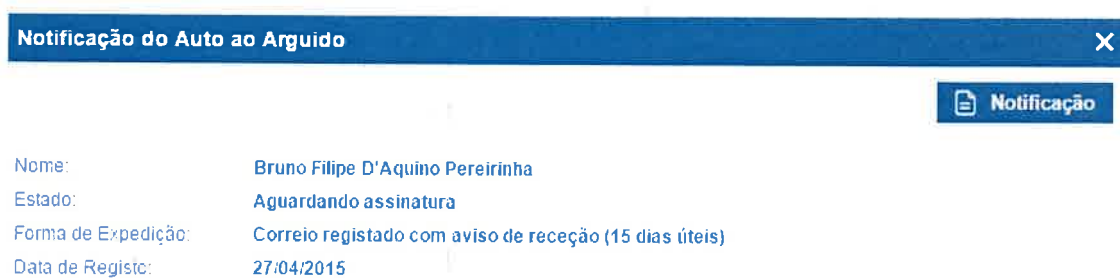 Notificação do Auto ao Arguido
Notificação
Nome: Bruno Filipe D'Aquino Pereirinha
Estado: Aguardando assinatura
Forma de Expedição: Correio registado com aviso de receção (15 dias úteis)
Data de Registo: 27/04/2015